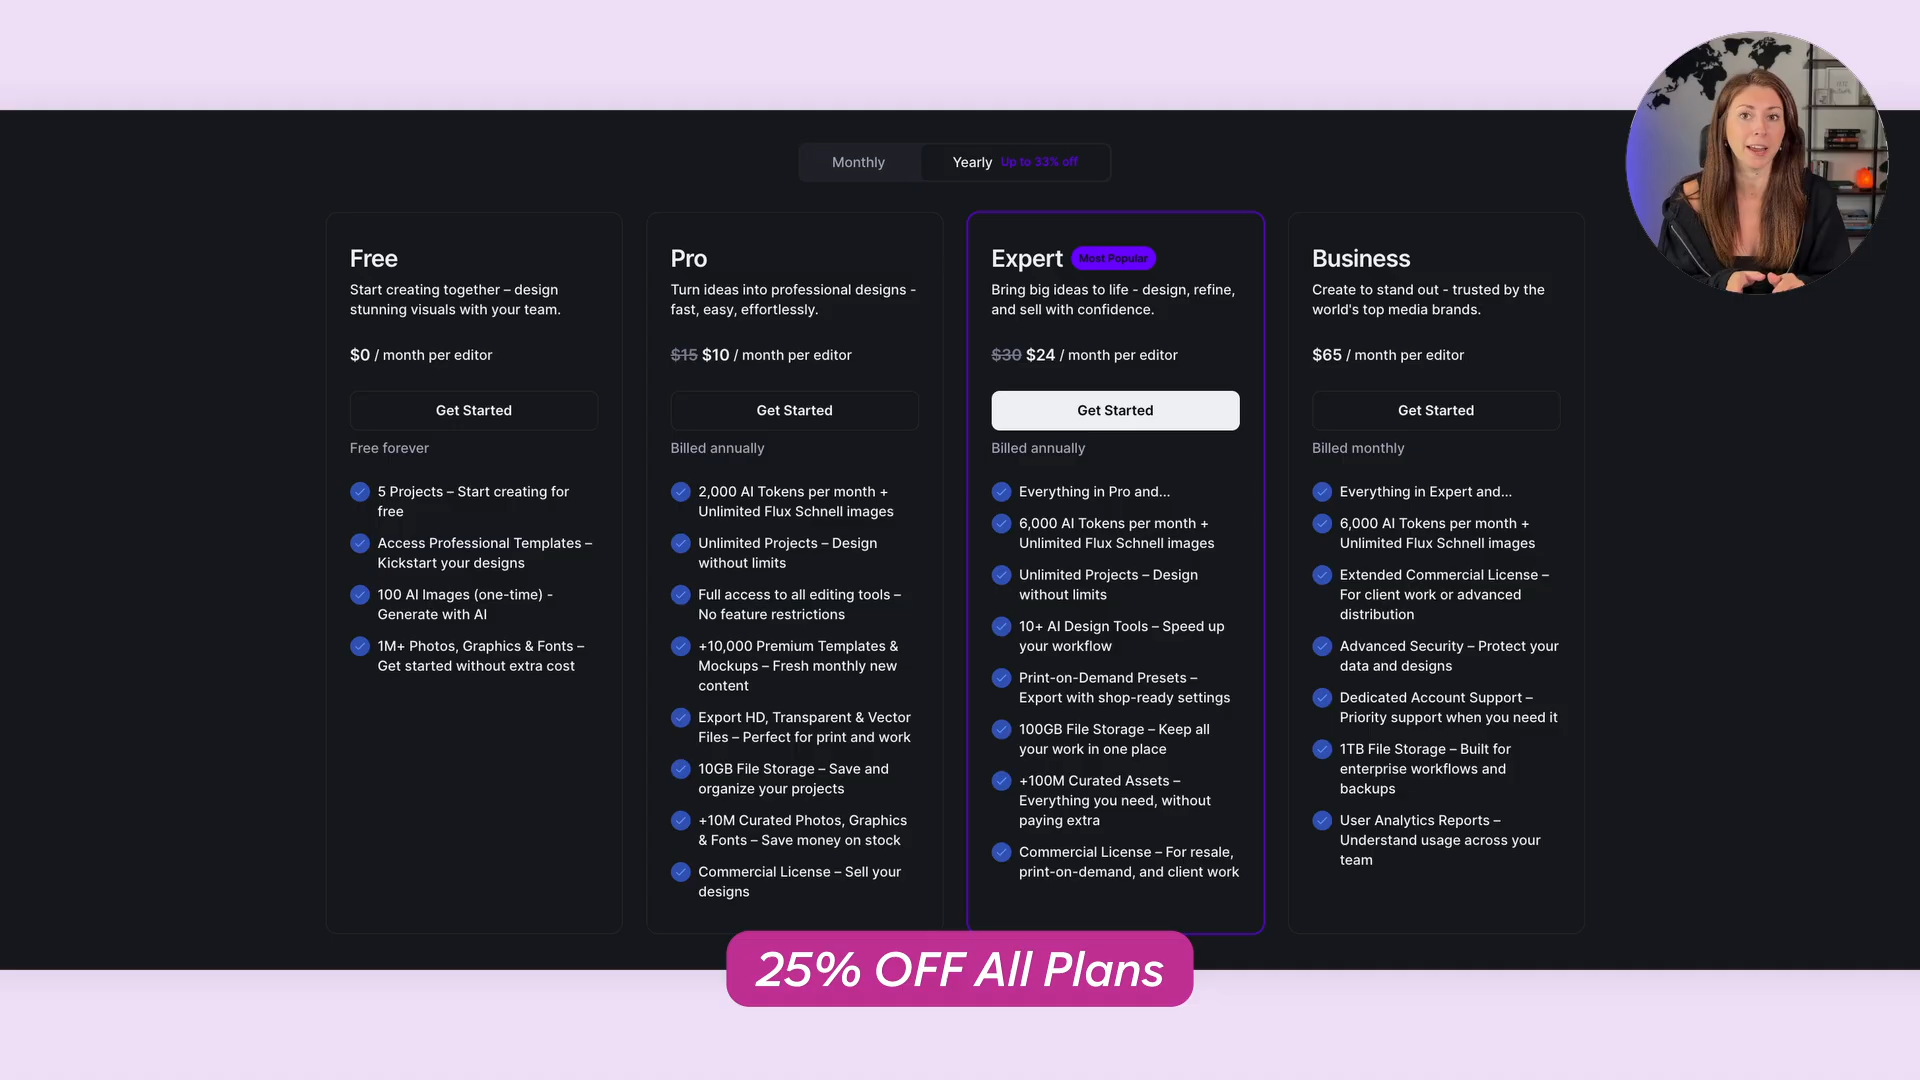 Monthly
Yearly Up to 33% off
Free
Start creating together – design
stunning visuals with your team.
$0 / month per editor
Get Started
Free forever
5 Projects – Start creating for
free
Access Professional Templates –
Kickstart your designs
100 AI Images (one-time) -
Generate with AI
1M+ Photos, Graphics & Fonts –
Get started without extra cost
Pro
Turn ideas into professional designs -
fast, easy, effortlessly.
$15 $10 / month per editor
Get Started
Billed annually
2,000 AI Tokens per month +
Unlimited Flux Schnell images
Unlimited Projects – Design
without limits
Full access to all editing tools –
No feature restrictions
+10,000 Premium Templates &
Mockups – Fresh monthly new
content
Export HD, Transparent & Vector
Files – Perfect for print and work
10GB File Storage – Save and
organize your projects
+10M Curated Photos, Graphics
& Fonts – Save money on stock
Commercial License – Sell your
designs
Expert Most Popular
Bring big ideas to life - design, refine,
and sell with confidence.
$30 $24 / month per editor
Get Started
Billed annually
Everything in Pro and...
6,000 AI Tokens per month +
Unlimited Flux Schnell images
Unlimited Projects – Design
without limits
10+ AI Design Tools – Speed up
your workflow
Print-on-Demand Presets –
Export with shop-ready settings
100GB File Storage – Keep all
your work in one place
+100M Curated Assets –
Everything you need, without
paying extra
Commercial License – For resale,
print-on-demand, and client work
Business
Create to stand out - trusted by the
world's top media brands.
$65 / month per editor
Get Started
Billed monthly
Everything in Expert and...
6,000 AI Tokens per month +
Unlimited Flux Schnell images
Extended Commercial License –
For client work or advanced
distribution
Advanced Security – Protect your
data and designs
Dedicated Account Support –
Priority support when you need it
1TB File Storage – Built for
enterprise workflows and
backups
User Analytics Reports –
Understand usage across your
team
25% OFF All Plans